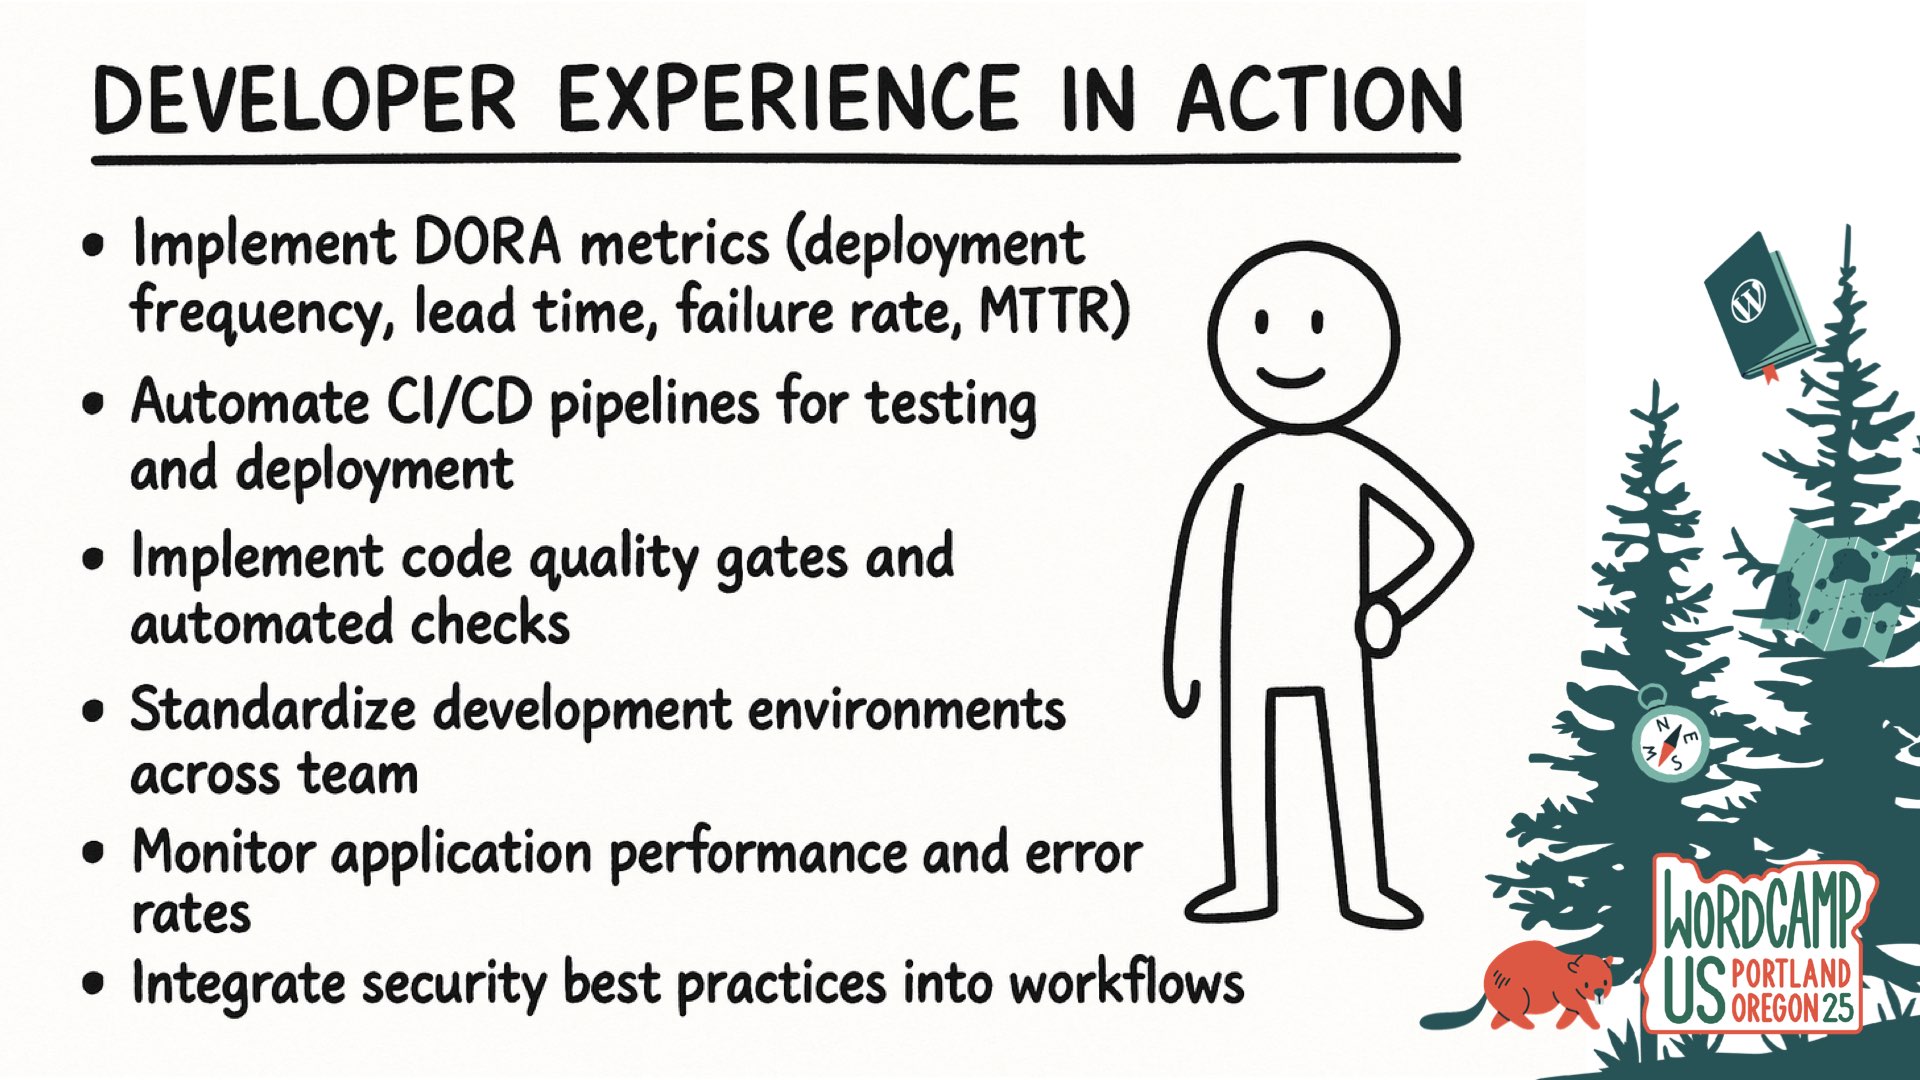 DEVELOPER EXPERIENCE IN ACTION
• Implement DORA metrics (deployment
frequency, lead time, failure rate, MTTR)
• Automate CI/CD pipelines for testing
and deployment
• Implement code quality gates and
automated checks
• Standardize development environments
across team
• Monitor application performance and error
rates
• Integrate security best practices into workflows
W
N
E
S
W
WORDCAMP
US PORTLAND
OREGON 25